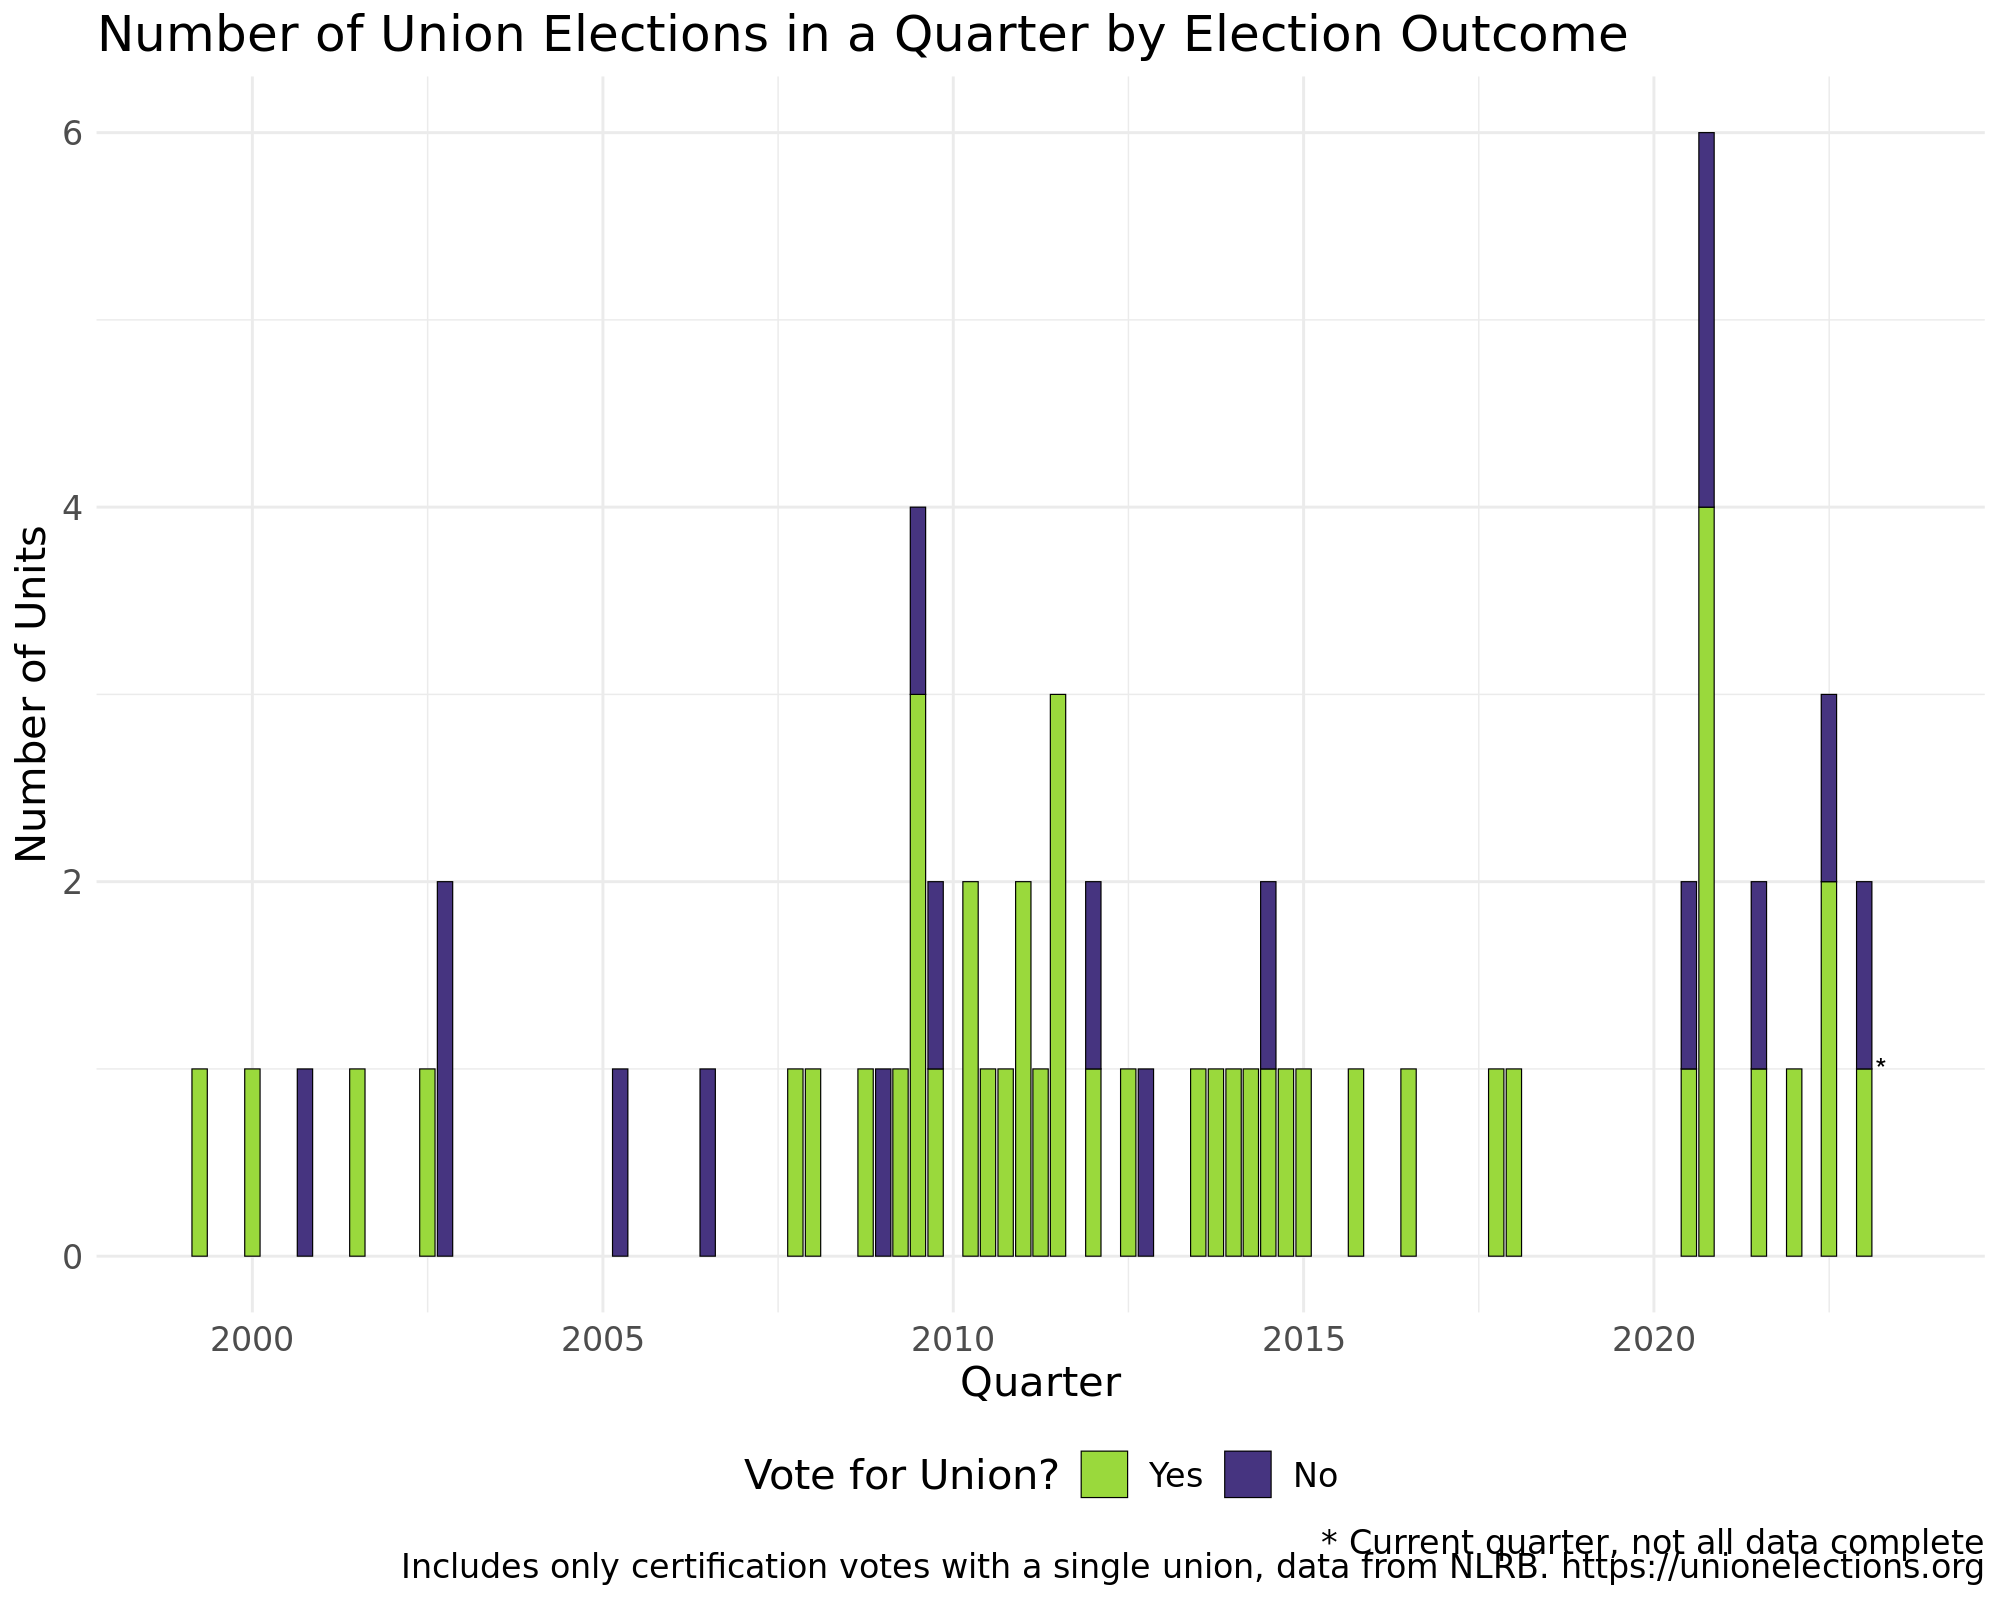 Number of Union Elections in a Quarter by Election Outcome
Number of Units
6
4
2
0
*
2000 2005 2010 2015 2020
Quarter
Vote for Union? Yes No
* Current quarter, not all data complete
Includes only certification votes with a single union, data from NLRB. https://unionelections.org